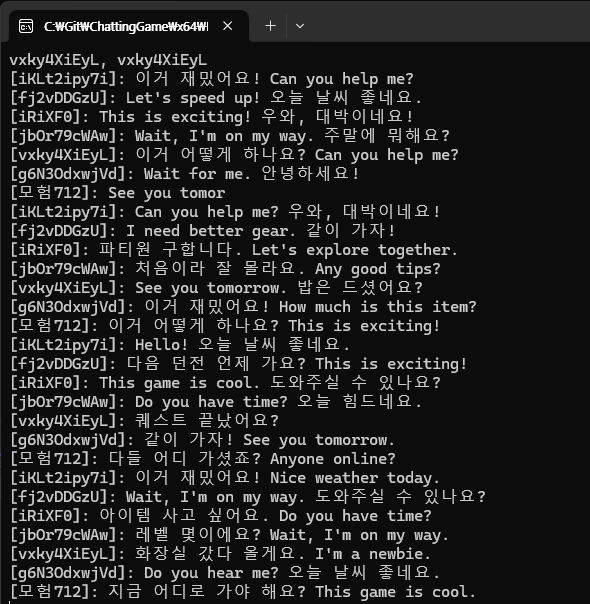 C:₩Git₩ChattingGame₩x64₩
vxky4XiEyL, vxky4XiEyL
[iKLt2ipy7i]: 이거 재밌어요! Can you help me?
[fj2vDDGzU]: Let's speed up! 오늘 날씨 좋네요.
[iRiXF0]: This is exciting! 우와, 대박이네요!
[jbOr79cWAw]: Wait, I'm on my way. 주말에 뭐해요?
[vxky4XiEyL]: 이거 어떻게 하나요? Can you help me?
[g6N3OdxwjVd]: Wait for me. 안녕하세요!
[모험712]: See you tomor
[iKLt2ipy7i]: Can you help me? 우와, 대박이네요!
[fj2vDDGzU]: I need better gear. 같이 가자!
[iRiXF0]: 파티원 구합니다. Let's explore together.
[jbOr79cWAw]: 처음이라 잘 몰라요. Any good tips?
[vxky4XiEyL]: See you tomorrow. 밥은 드셨어요?
[g6N3OdxwjVd]: 이거 재밌어요! How much is this item?
[모험712]: 이거 어떻게 하나요? This is exciting!
[iKLt2ipy7i]: Hello! 오늘 날씨 좋네요.
[fj2vDDGzU]: 다음 던전 언제 가요? This is exciting!
[iRiXF0]: This game is cool. 도와주실 수 있나요?
[jbOr79cWAw]: Do you have time? 오늘 힘드네요.
[vxky4XiEyL]: 퀘스트 끝났어요?
[g6N3OdxwjVd]: 같이 가자! See you tomorrow.
[모험712]: 다들 어디 가셨죠? Anyone online?
[iKLt2ipy7i]: 이거 재밌어요! Nice weather today.
[fj2vDDGzU]: Wait, I'm on my way. 도와주실 수 있나요?
[iRiXF0]: 아이템 사고 싶어요. Do you have time?
[jbOr79cWAw]: 레벨 몇이에요? Wait, I'm on my way.
[vxky4XiEyL]: 화장실 갔다 올게요. I'm a newbie.
[g6N3OdxwjVd]: Do you hear me? 오늘 날씨 좋네요.
[모험712]: 지금 어디로 가야 해요? This game is cool.